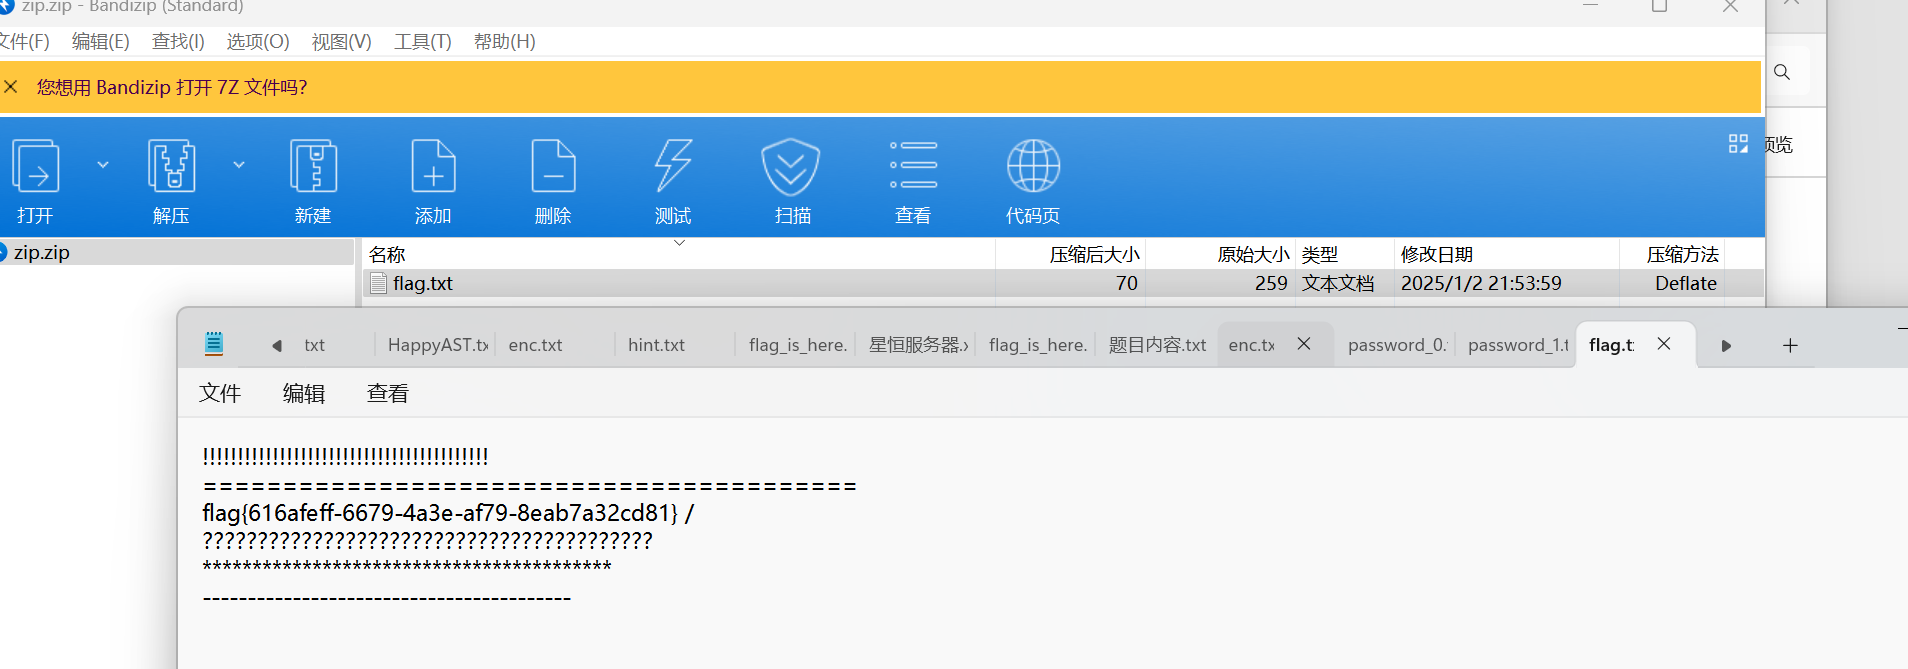 zip.zip - Bandizip (Standard)
文件(F) 编辑(E) 查找(I) 选项(O) 视图(V) 工具(T) 帮助(H)
您想用 Bandizip 打开 7Z 文件吗?
打开 解压 新建 添加 删除 测试 扫描 查看 代码页
预览
zip.zip
名称 压缩后大小 原始大小 类型 修改日期 压缩方法
flag.txt 70 259 文本文档 2025/1/2 21:53:59 Deflate
txt HappyAST.tx enc.txt hint.txt flag_is_here. 星恒服务器.x flag_is_here. 题目内容.txt enc.tx password_0. password_1.t flag.t
文件 编辑 查看
!!!!!!!!!!!!!!!!!!!!!!!!!!!!!!!!!!!!!!!!!
=========================================
flag{616afeff-6679-4a3e-af79-8eab7a32cd81} /
?????????????????????????????????????????
*****************************************
-----------------------------------------